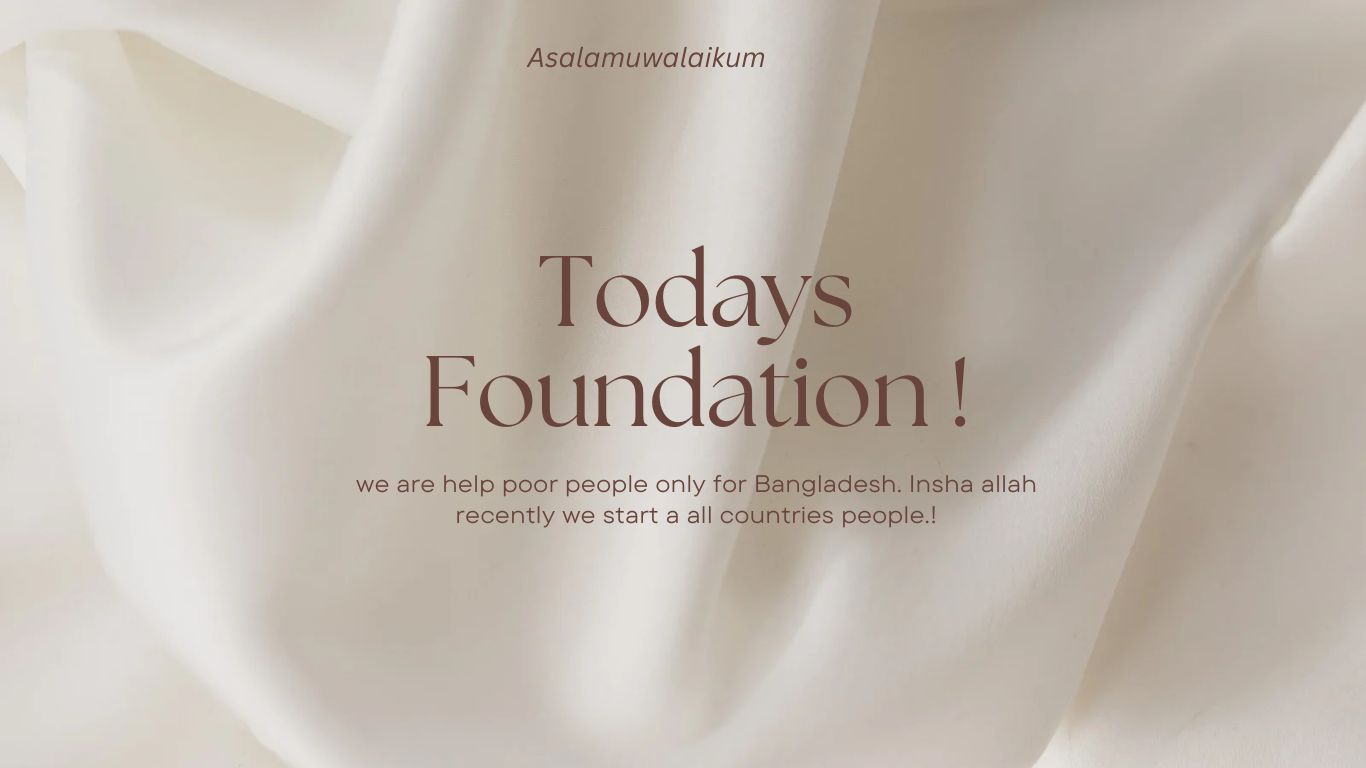 Asalamuwalaikum
Todays
Foundation !
we are help poor people only for Bangladesh. Insha allah
recently we start a all countries people.!